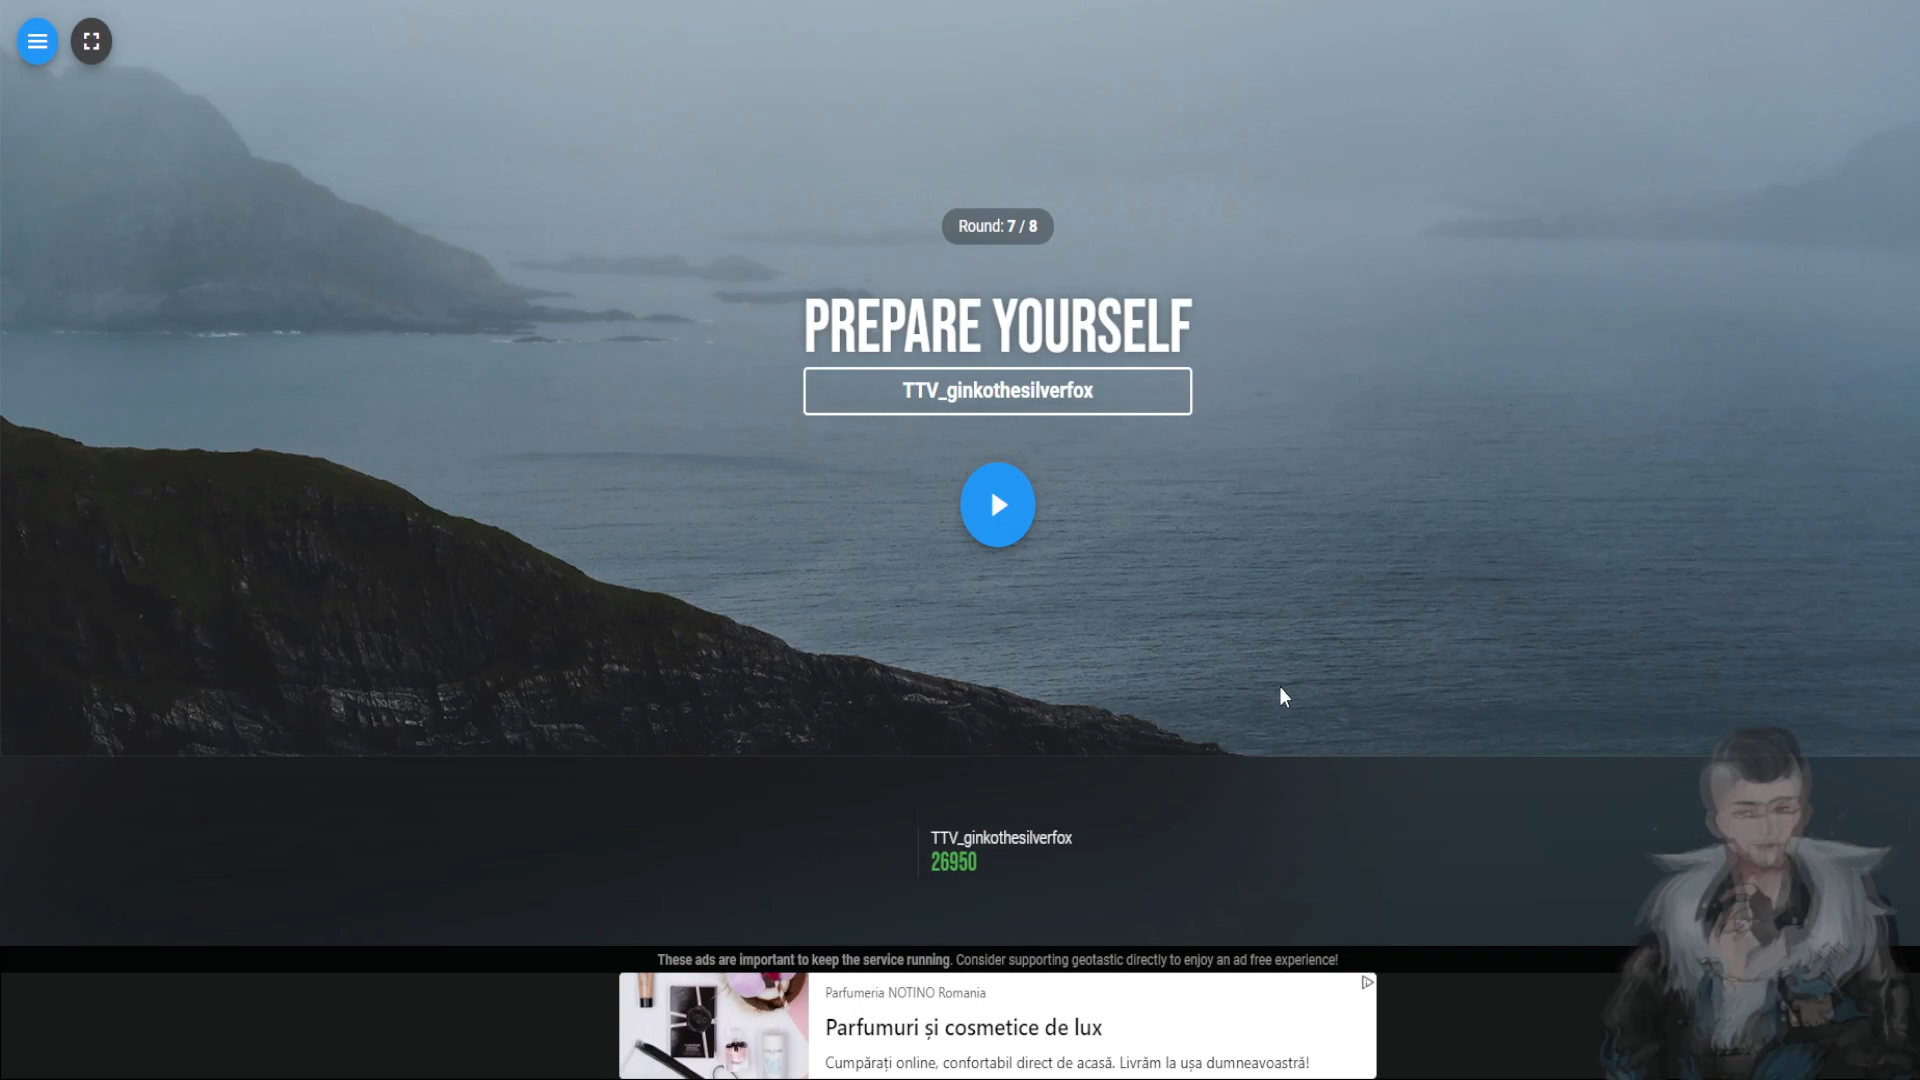 Round: 7 / 8
PREPARE YOURSELF
TTV_ginkothesilverfox
TTV_ginkothesilverfox
26950
These ads are important to keep the service running. Consider supporting geotastic directly to enjoy an ad free experience!
Parfumeria NOTINO Romania
Parfumuri și cosmetice de lux
Cumpărați online, confortabil direct de acasă. Livrăm la ușa dumneavoastră!